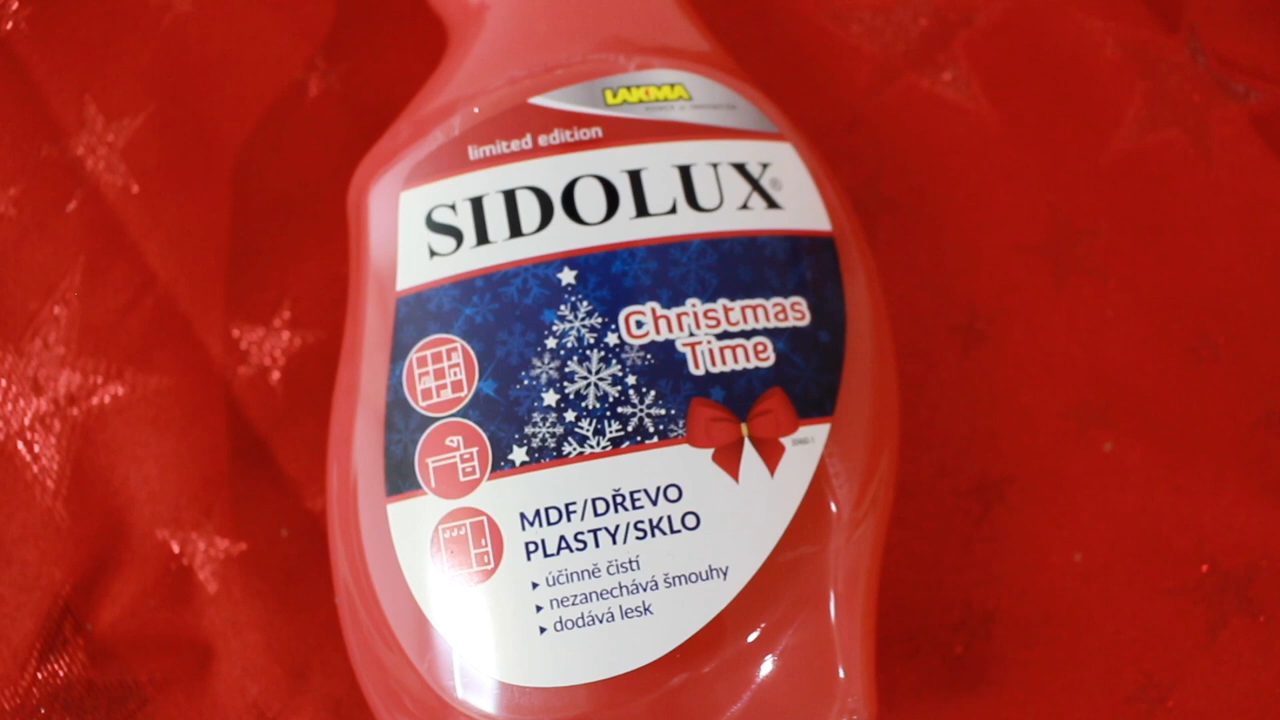 LAKMA
limited edition
SIDOLUX®
Christmas
Time
MDF/DŘEVO
PLASTY/SKLO
účinně čistí
nezanechává šmouhy
dodává lesk